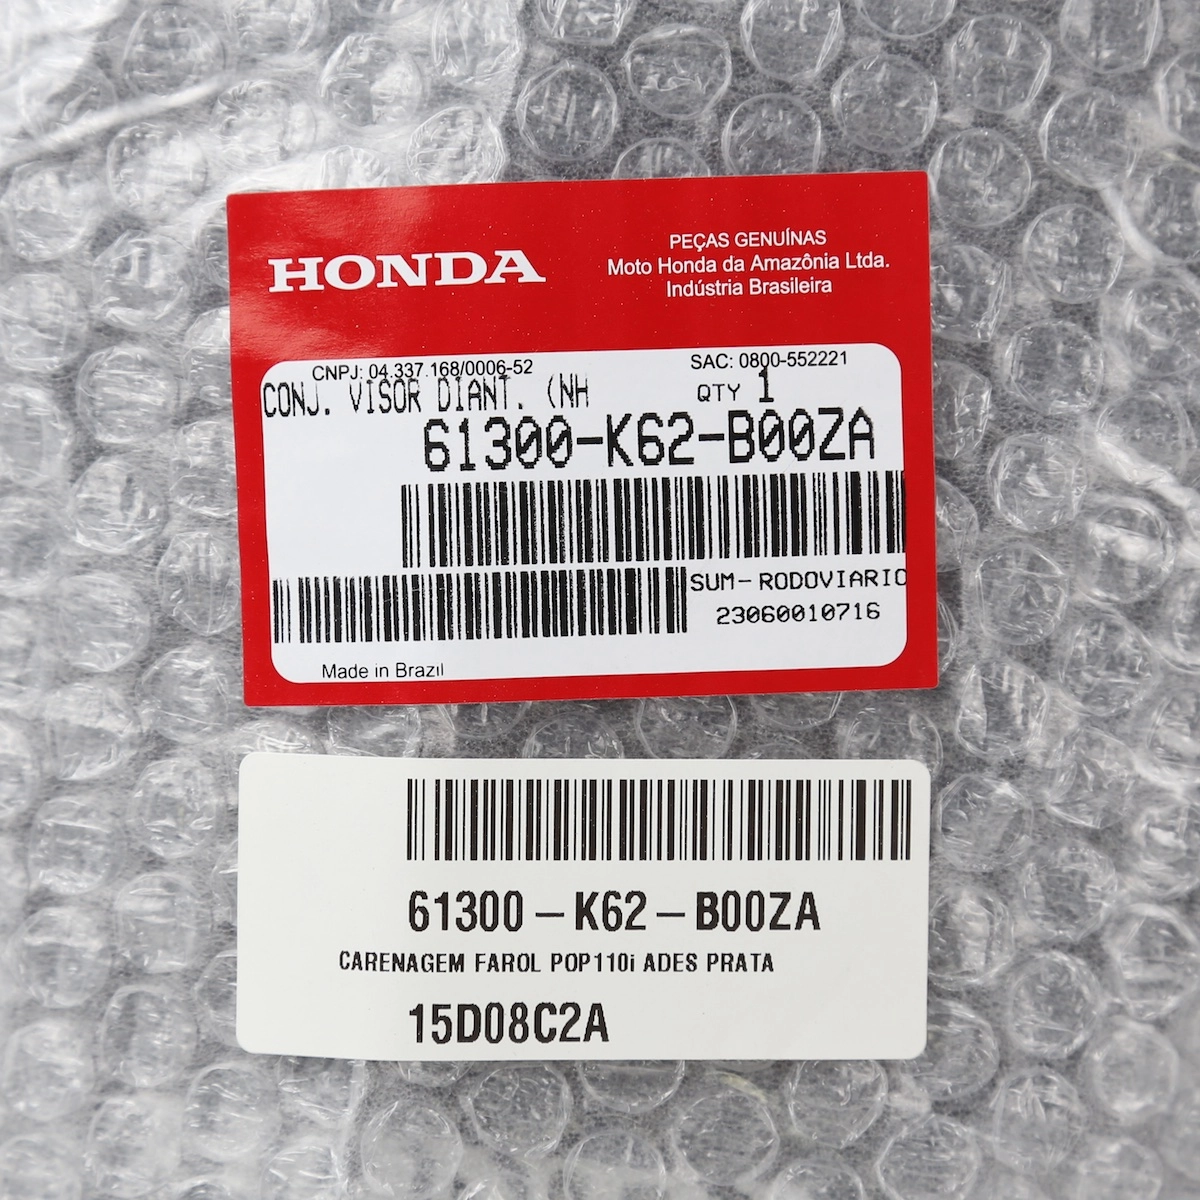 HONDA
PEÇAS GENUÍNAS
Moto Honda da Amazônia Ltda.
Indústria Brasileira
CNPJ: 04.337.168/0006-52
SAC: 0800-552221
CONJ. VISOR DIANT. (NH
QTY 1
61300-K62-B00ZA
SUM-RODOVIARIO
23060010716
Made in Brazil
61300-K62-B00ZA
CARENAGEM FAROL POP110i ADES PRATA
15D08C2A